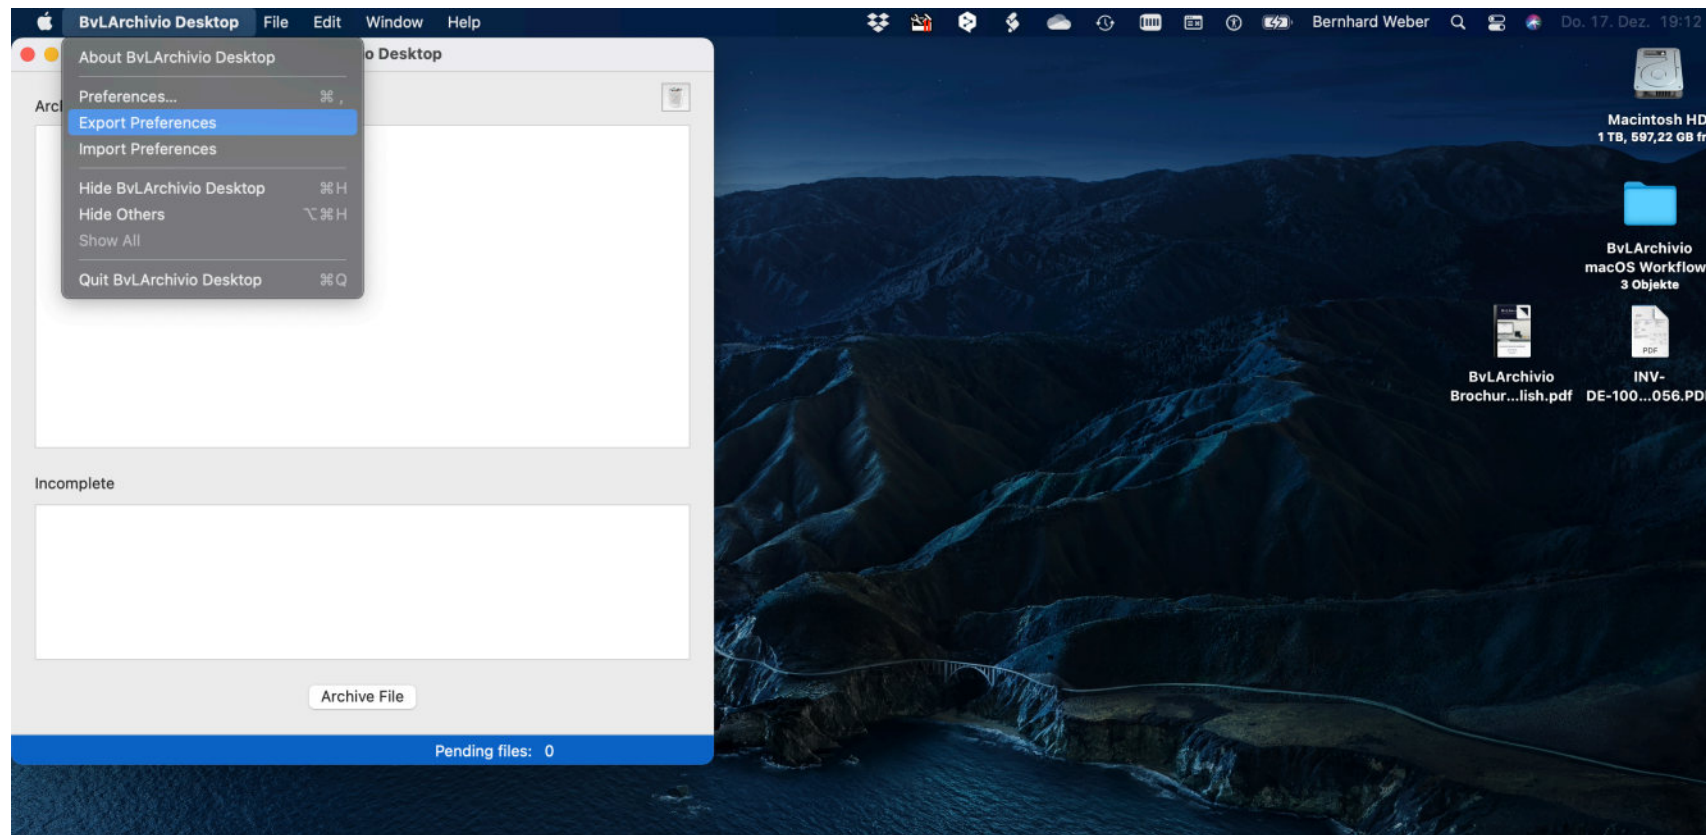 BvLArchivio Desktop File Edit Window Help Bernhard Weber Do. 17. Dez. 19:12
o Desktop
About BvLArchivio Desktop
Preferences... ⌘ ,
Export Preferences
Import Preferences
Hide BvLArchivio Desktop ⌘H
Hide Others ⌥⌘H
Show All
Quit BvLArchivio Desktop ⌘Q
Arcl
Incomplete
Archive File
Pending files: 0
Macintosh HD
1 TB, 597,22 GB fr
BvLArchivio
macOS Workflow
3 Objekte
BvLArchivio
Brochur...lish.pdf
PDF
INV-
DE-100...056.PD